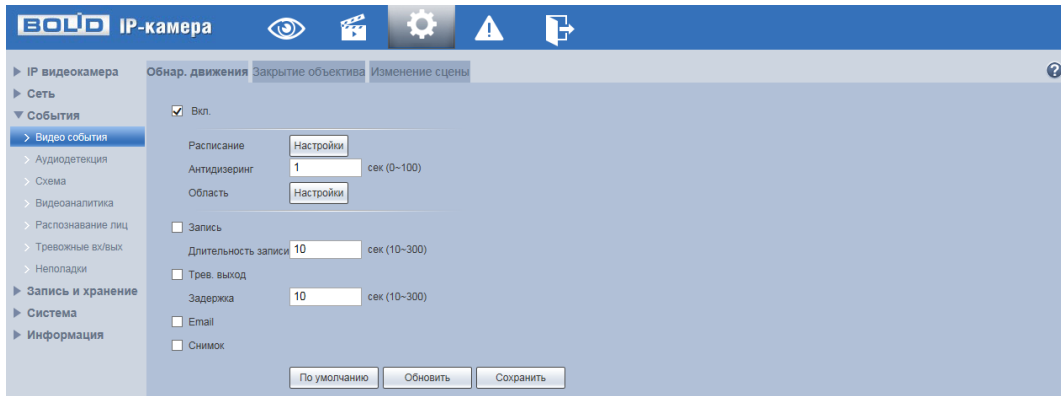 BOLID IP-камера
IP видеокамера
Сеть
События
Видео события
Аудиодетекция
Схема
Видеоаналитика
Распознавание лиц
Тревожные вх/вых
Неполадки
Запись и хранение
Система
Информация
Обнар. движения Закрытие объектива Изменение сцены
?
Вкл.
Расписание Настройки
Антидизеринг 1 сек (0~100)
Область Настройки
Запись
Длительность записи 10 сек (10~300)
Трев. выход
Задержка 10 сек (10~300)
Email
Снимок
По умолчанию Обновить Сохранить